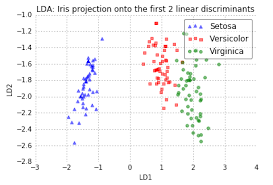 LDA: Iris projection onto the first 2 linear discriminants
−1.0
−1.2
−1.4
−1.6
−1.8
−2.0
−2.2
−2.4
−2.6
−2.8
LD2
Setosa
Versicolor
Virginica
−3 −2 −1 0 1 2 3 4
LD1